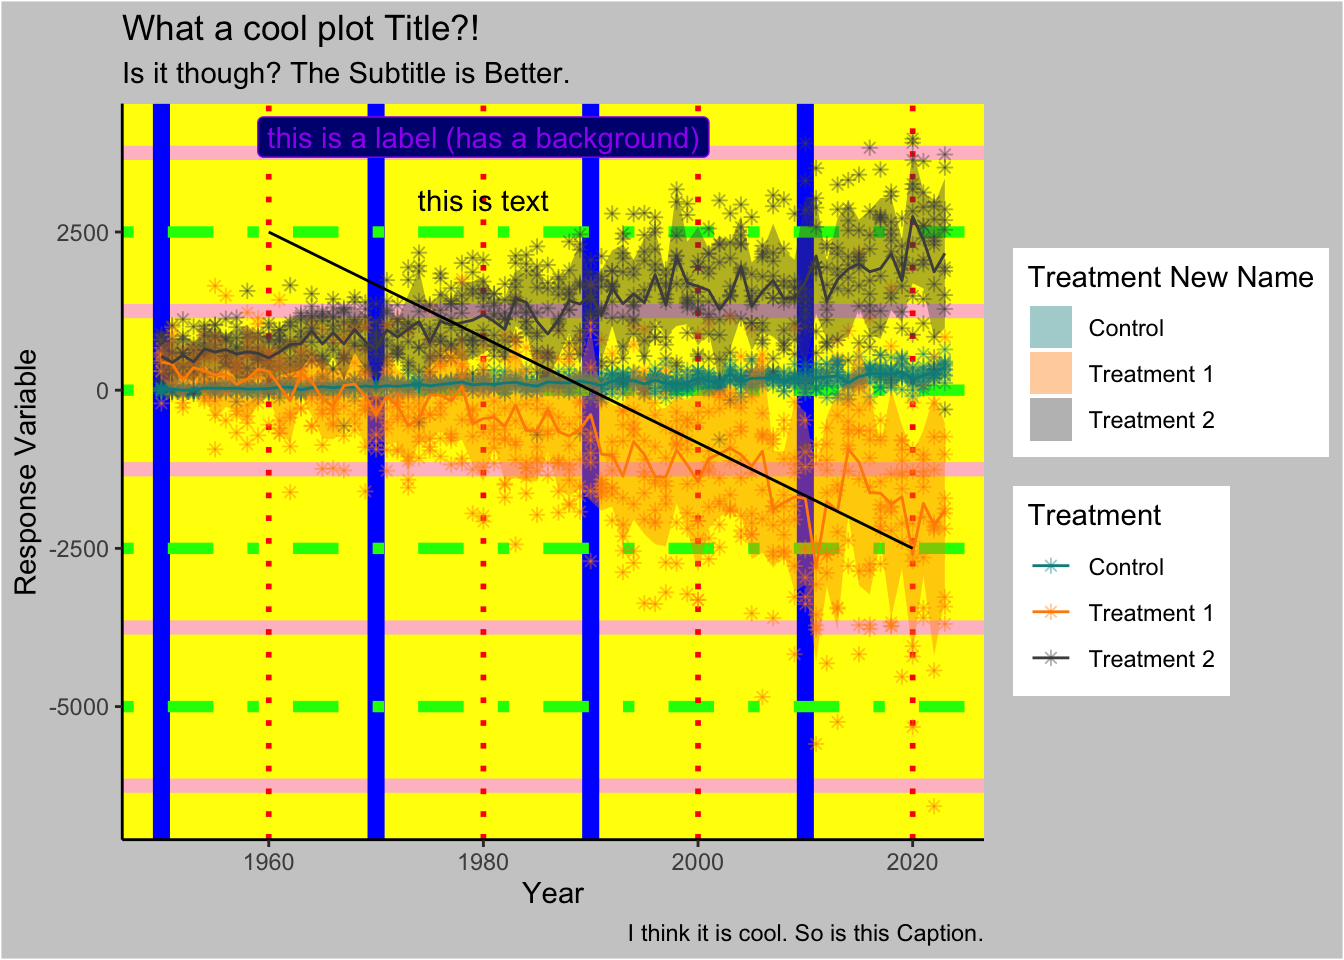 What a cool plot Title?!
Is it though? The Subtitle is Better.
this is a label (has a background)
this is text
Response Variable
2500
0
-2500
-5000
1960
1980
2000
2020
Year
I think it is cool. So is this Caption.
Treatment New Name
Control
Treatment 1
Treatment 2
Treatment
Control
Treatment 1
Treatment 2